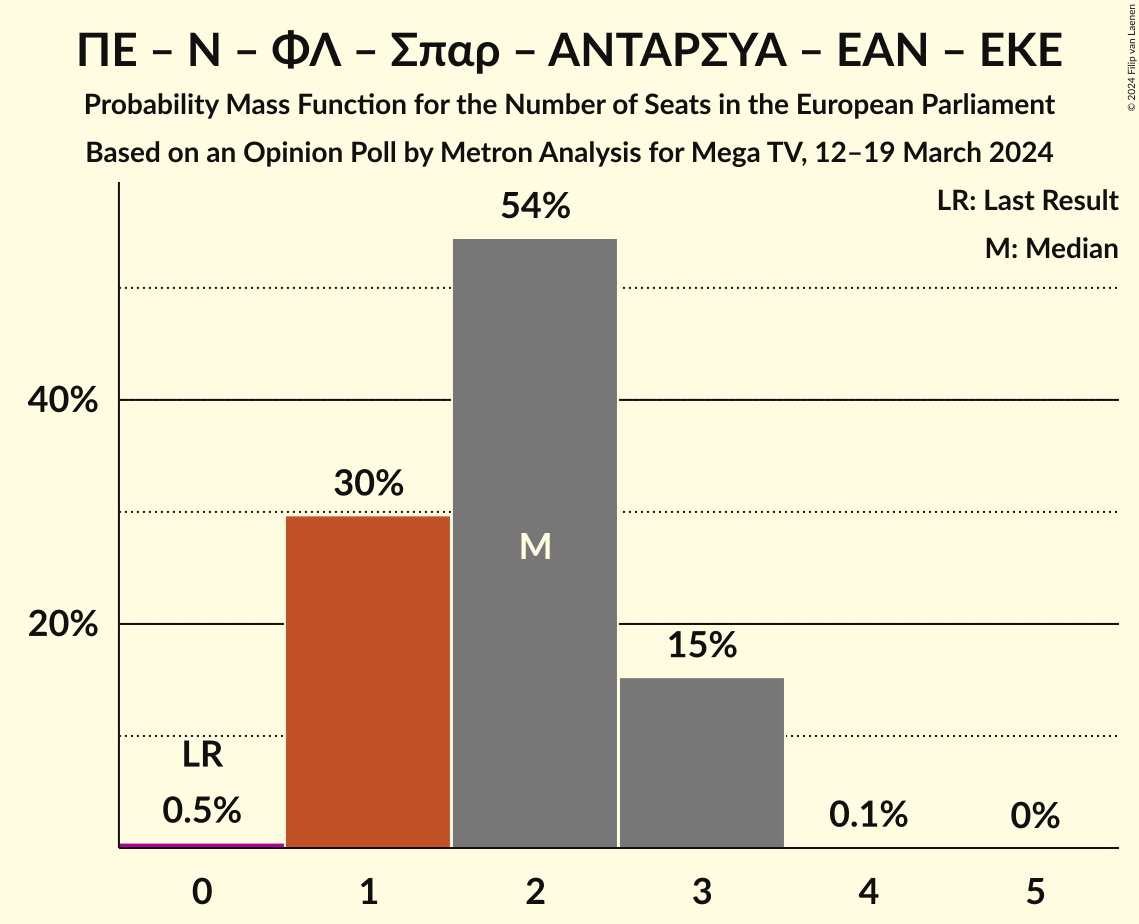 ΠΕ – Ν – ΦΛ – Σπαρ – ΑΝΤΑΡΣΥΑ – ΕΑΝ – ΕΚΕ
Probability Mass Function for the Number of Seats in the European Parliament
Based on an Opinion Poll by Metron Analysis for Mega TV, 12–19 March 2024
© 2024 Filip van Laenen
LR: Last Result
M: Median
54%
40%
30%
M
20%
15%
LR
0.5%
0.1%
0%
0 1 2 3 4 5